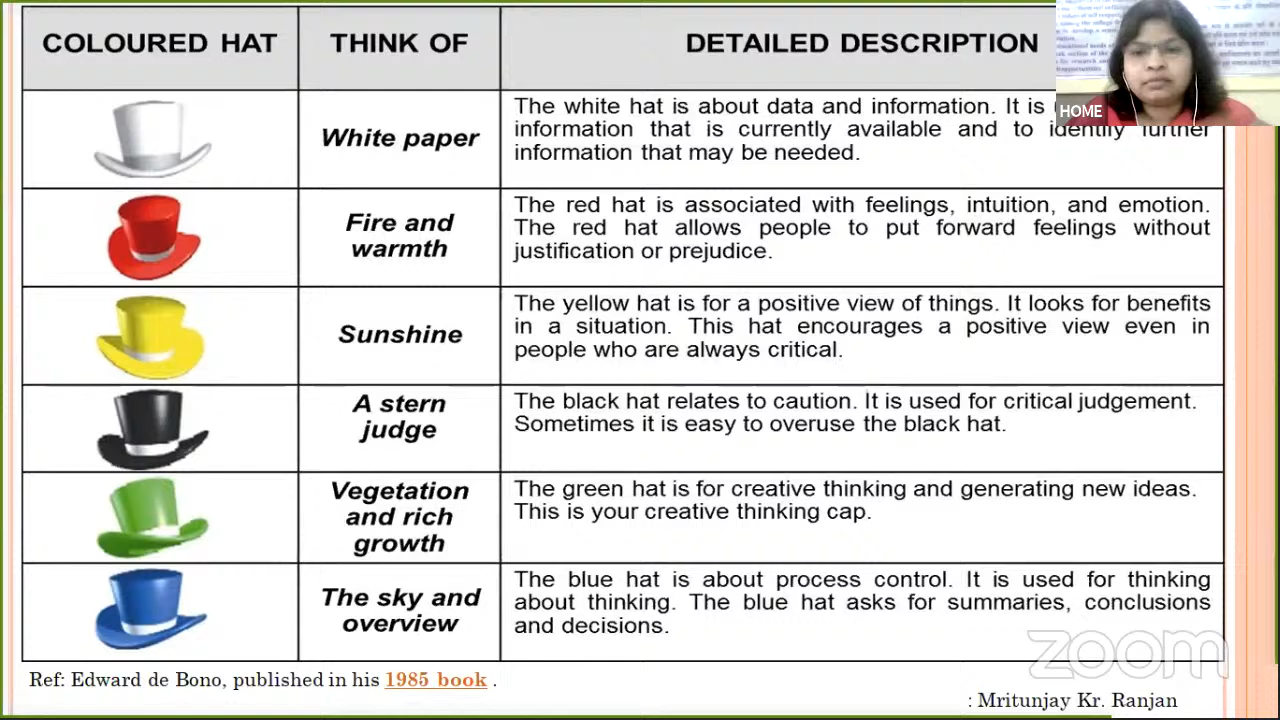 COLOURED HAT THINK OF DETAILED DESCRIPTION
HOME
White paper
The white hat is about data and information. It is
information that is currently available and to identify further
information that may be needed.
Fire and
warmth
The red hat is associated with feelings, intuition, and emotion.
The red hat allows people to put forward feelings without
justification or prejudice.
Sunshine
The yellow hat is for a positive view of things. It looks for benefits
in a situation. This hat encourages a positive view even in
people who are always critical.
A stern
judge
The black hat relates to caution. It is used for critical judgement.
Sometimes it is easy to overuse the black hat.
Vegetation
and rich
growth
The green hat is for creative thinking and generating new ideas.
This is your creative thinking cap.
The sky and
overview
The blue hat is about process control. It is used for thinking
about thinking. The blue hat asks for summaries, conclusions
and decisions.
zoom
Ref: Edward de Bono, published in his 1985 book .
: Mritunjay Kr. Ranjan